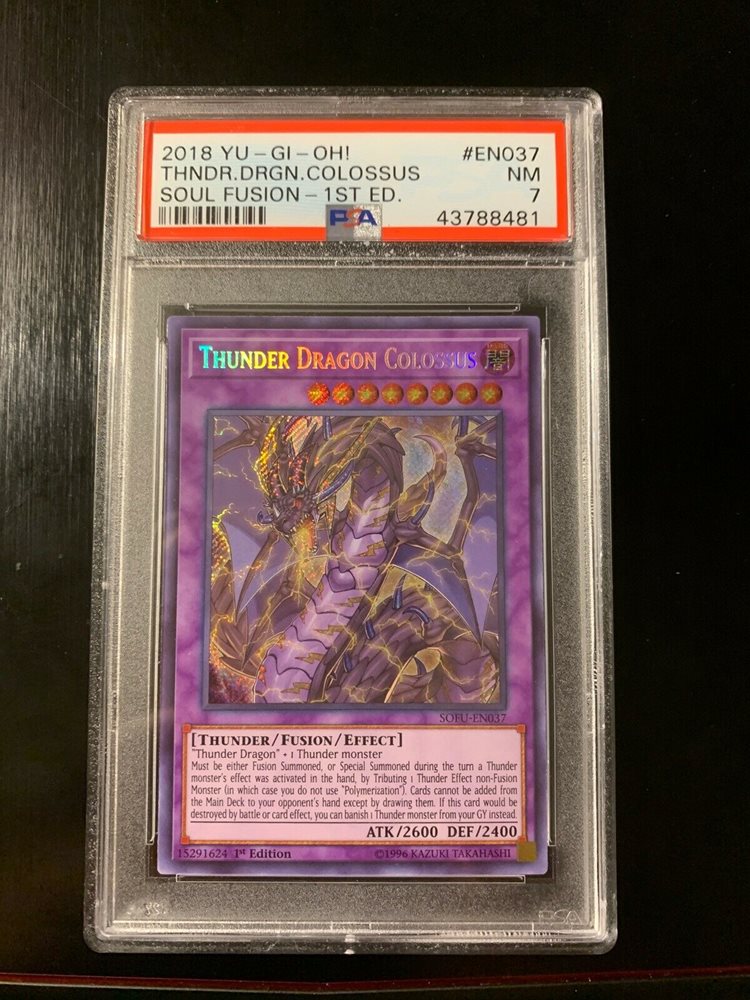 2018 YU-GI-OH! #EN037
THNDR.DRGN.COLOSSUS NM
SOUL FUSION-1ST ED. 7
PSA 43788481
THUNDER DRAGON COLOSSUS 闇
SOFU-EN037
[THUNDER/FUSION/EFFECT]
"Thunder Dragon" + 1 Thunder monster
Must be either Fusion Summoned, or Special Summoned during the turn a Thunder
monster's effect was activated in the hand, by Tributing 1 Thunder Effect non-Fusion
Monster (in which case you do not use "Polymerization"). Cards cannot be added from
the Main Deck to your opponent's hand except by drawing them. If this card would be
destroyed by battle or card effect, you can banish 1 Thunder monster from your GY instead.
ATK/2600 DEF/2400
15291624 1st Edition ©1996 KAZUKI TAKAHASHI
PSA